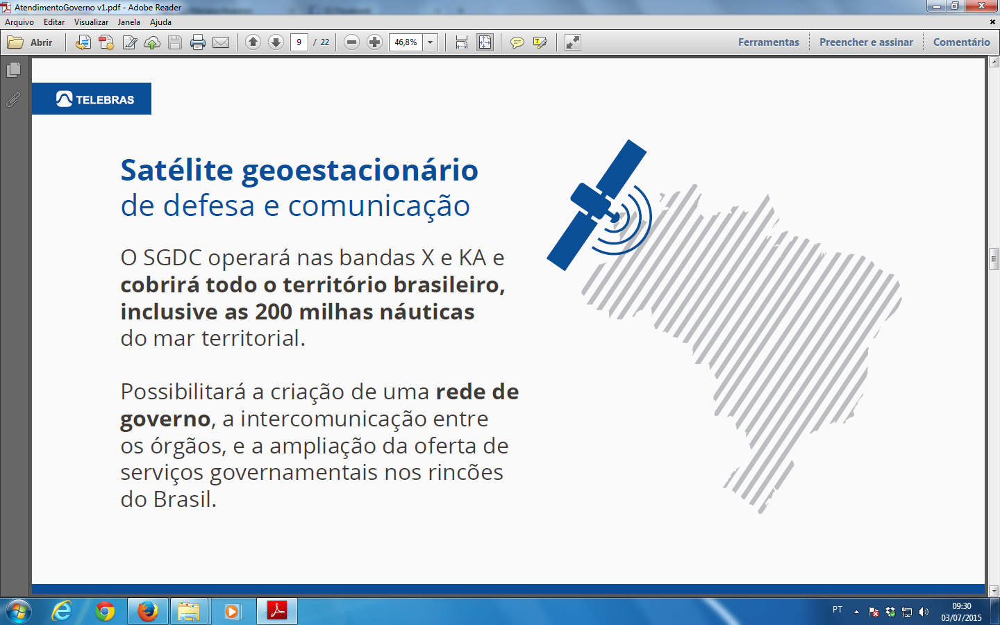 AtendimentoGoverno v1.pdf - Adobe Reader
Arquivo Editar Visualizar Janela Ajuda
Abrir 9 / 22 46,8% Ferramentas Preencher e assinar Comentário
TELEBRAS
Satélite geoestacionário
de defesa e comunicação
O SGDC operará nas bandas X e KA e
cobrirá todo o território brasileiro,
inclusive as 200 milhas náuticas
do mar territorial.
Possibilitará a criação de uma rede de
governo, a intercomunicação entre
os órgãos, e a ampliação da oferta de
serviços governamentais nos rincões
do Brasil.
PT
09:30
03/07/2015